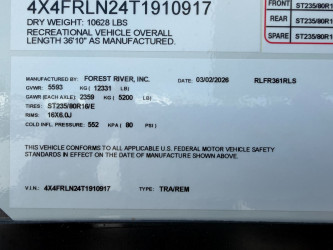 4X4FRLN24T1910917
DRY WEIGHT: 10628 LBS
RECREATIONAL VEHICLE OVERALL
LENGTH 36'10" AS MANUFACTURED.
FRONT ST235/80R16
REAR ST235/80R16
SPARE ST235/80R16
MANUFACTURED BY: FOREST RIVER, INC. DATE: 03/02/2026 RLFR361RLS
GVWR: 5593 KG ( 12331 LB)
GAWR (EACH AXLE) 2359 KG ( 5200 LB)
TIRES: ST235/80R16/E
RIMS: 16X6.0J
COLD INFL. PRESSURE: 552 KPA ( 80 PSI )
THIS VEHICLE CONFORMS TO ALL APPLICABLE U.S. FEDERAL MOTOR VEHICLE SAFETY
STANDARDS IN EFFECT ON THE DATE OF MANUFACTURE SHOWN ABOVE.
V.I.N.: 4X4FRLN24T1910917 TYPE: TRA/REM